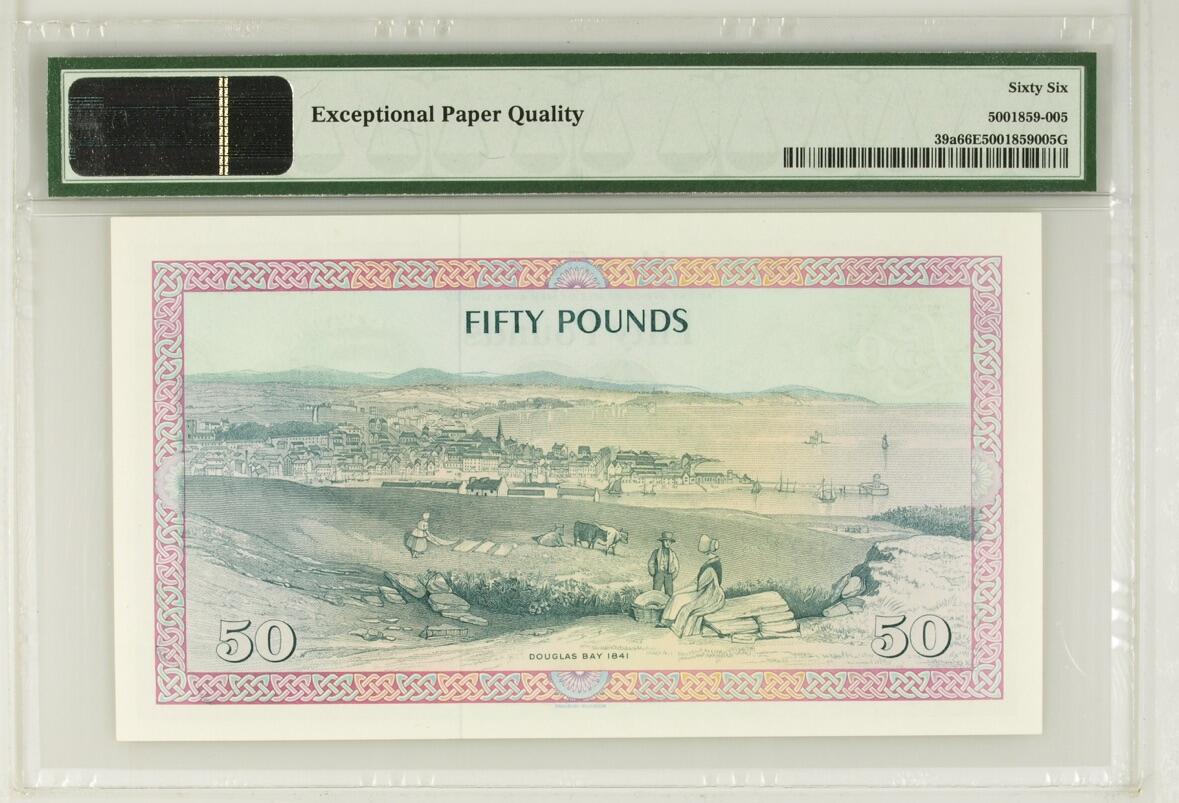 Exceptional Paper Quality
Sixty Six
5001859-005
39a66E5001859005G
FIFTY POUNDS
50
50
DOUGLAS BAY 1841